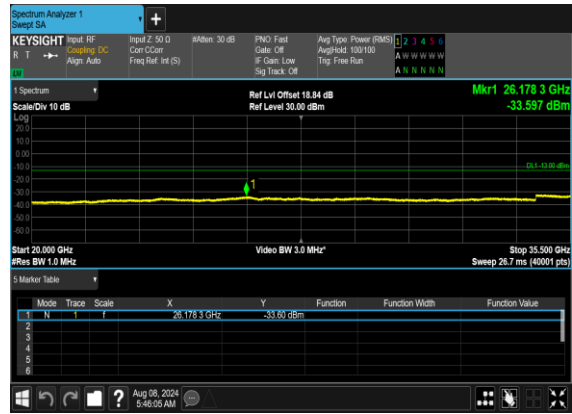 Spectrum Analyzer 1
Swept SA
+
KEYSIGHT Input: RF Input Z: 50 Ω #Atten: 30 dB PNO: Fast Avg Type: Power (RMS) 1 2 3 4 5 6
R T Coupling: DC Corr CCorr Gate: Off Avg|Hold: 100/100 A W W W W W
Align: Auto Freq Ref: Int (S) IF Gain: Low Trig: Free Run
Sig Track: Off A N N N N N
1 Spectrum Ref Lvl Offset 18.84 dB Mkr1 26.178 3 GHz
Scale/Div 10 dB Ref Level 30.00 dBm -33.597 dBm
Log
20.0
10.0
0.00
-10.0 DL1 -13.00 dBm
-20.0
1
-30.0
-40.0
-50.0
-60.0
Start 20.000 GHz Video BW 3.0 MHz* Stop 35.500 GHz
#Res BW 1.0 MHz Sweep 26.7 ms (40001 pts)
5 Marker Table
Mode Trace Scale X Y Function Function Width Function Value
1 N 1 f 26.178 3 GHz -33.60 dBm
2
3
4
5
6
? Aug 08, 2024
5:46:05 AM